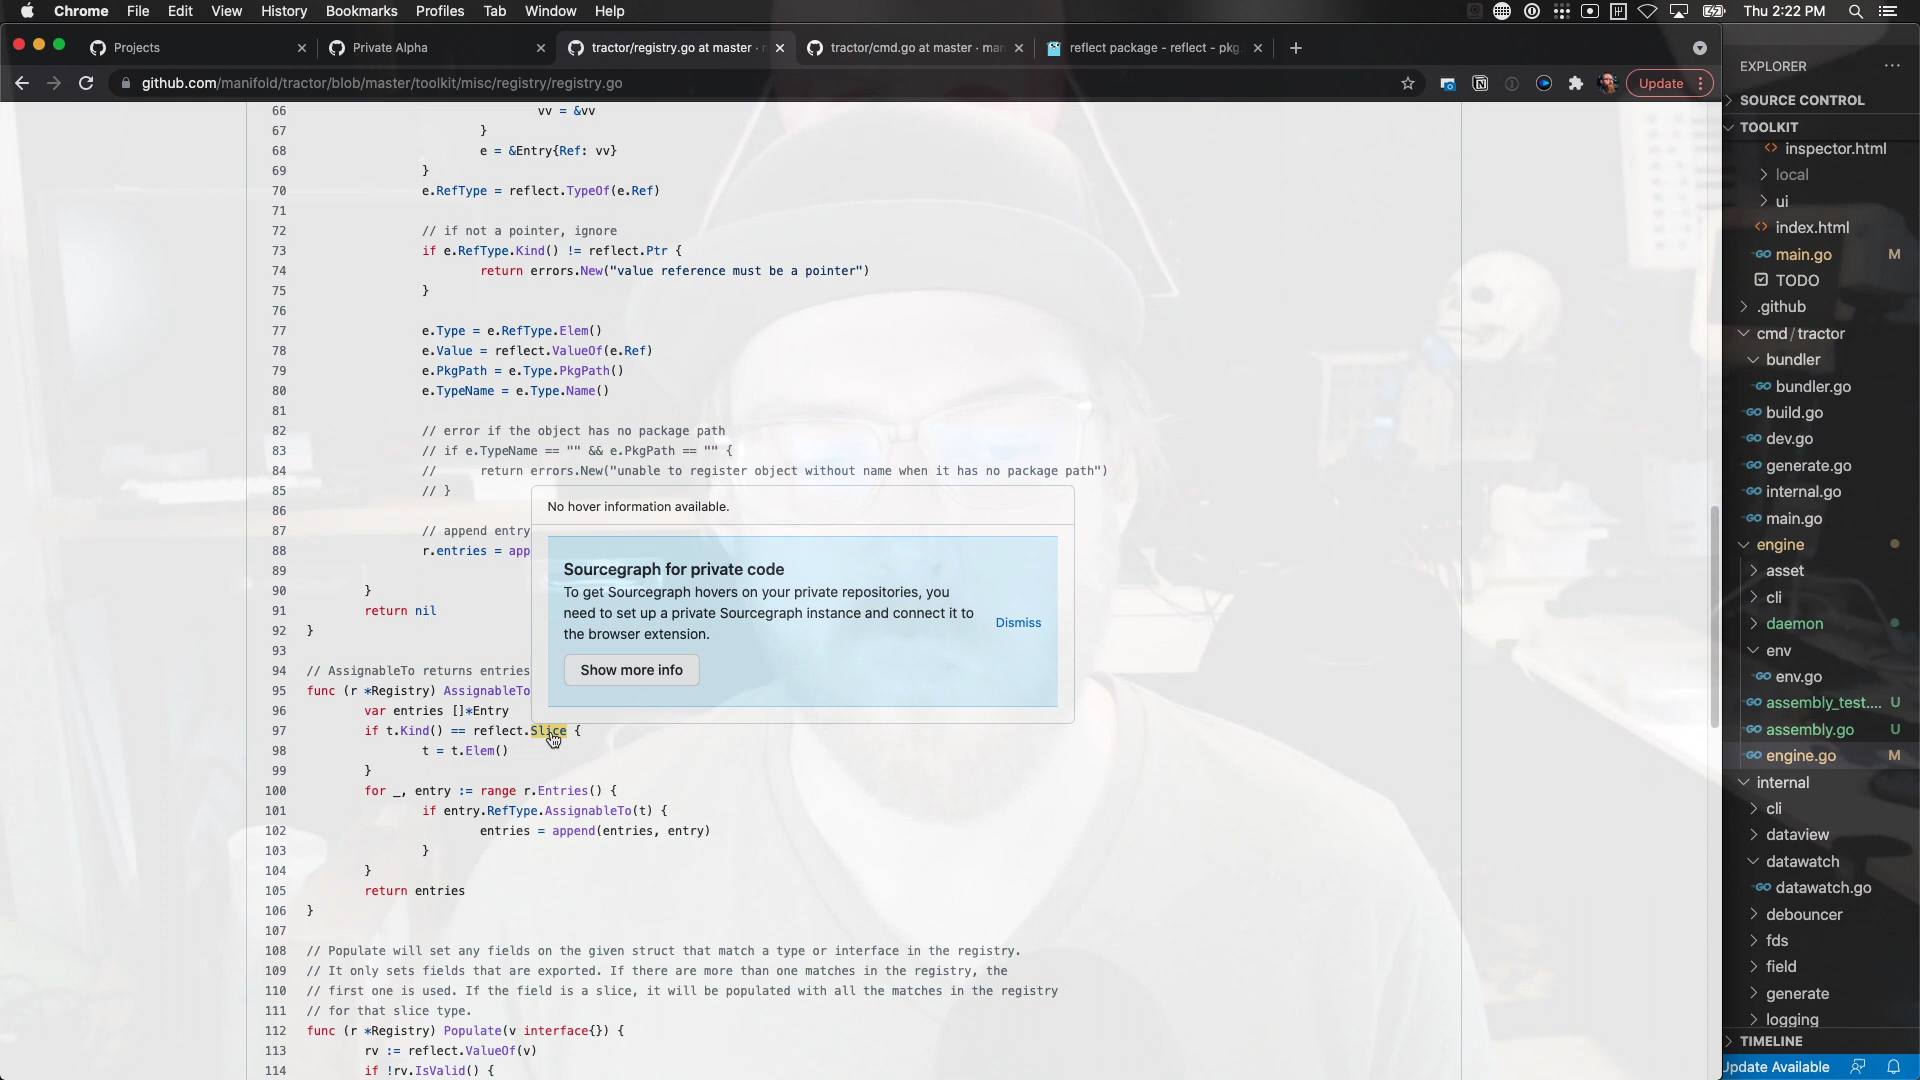 Chrome File Edit View History Bookmarks Profiles Tab Window Help Thu 2:22 PM
Projects Private Alpha tractor/registry.go at master · tractor/cmd.go at master · reflect package - reflect - pkg.
github.com/manifold/tractor/blob/master/toolkit/misc/registry/registry.go Update
66 vv = &vv
67 }
68 e = &Entry{Ref: vv}
69 }
70 e.RefType = reflect.TypeOf(e.Ref)
71
72 // if not a pointer, ignore
73 if e.RefType.Kind() != reflect.Ptr {
74 return errors.New("value reference must be a pointer")
75 }
76
77 e.Type = e.RefType.Elem()
78 e.Value = reflect.ValueOf(e.Ref)
79 e.PkgPath = e.Type.PkgPath()
80 e.TypeName = e.Type.Name()
81
82 // error if the object has no package path
83 // if e.TypeName == "" && e.PkgPath == "" {
84 // return errors.New("unable to register object without name when it has no package path")
85 // }
86
87 // append entry
88 r.entries = app
89
90 }
91 return nil
92 }
93
94 // AssignableTo returns entries
95 func (r *Registry) AssignableTo
96 var entries []*Entry
97 if t.Kind() == reflect.Slice {
98 t = t.Elem()
99 }
100 for _, entry := range r.Entries() {
101 if entry.RefType.AssignableTo(t) {
102 entries = append(entries, entry)
103 }
104 }
105 return entries
106 }
107
108 // Populate will set any fields on the given struct that match a type or interface in the registry.
109 // It only sets fields that are exported. If there are more than one matches in the registry, the
110 // first one is used. If the field is a slice, it will be populated with all the matches in the registry
111 // for that slice type.
112 func (r *Registry) Populate(v interface{}) {
113 rv := reflect.ValueOf(v)
114 if !rv.IsValid() {
No hover information available.
Sourcegraph for private code
To get Sourcegraph hovers on your private repositories, you
need to set up a private Sourcegraph instance and connect it to
the browser extension.
Dismiss
Show more info
EXPLORER
SOURCE CONTROL
TOOLKIT
inspector.html
local
ui
index.html
main.go M
TODO
.github
cmd / tractor
bundler
bundler.go
build.go
dev.go
generate.go
internal.go
main.go
engine
asset
cli
daemon
env
env.go
assembly_test.... U
assembly.go U
engine.go M
internal
cli
dataview
datawatch
datawatch.go
debouncer
fds
field
generate
logging
TIMELINE
Update Available